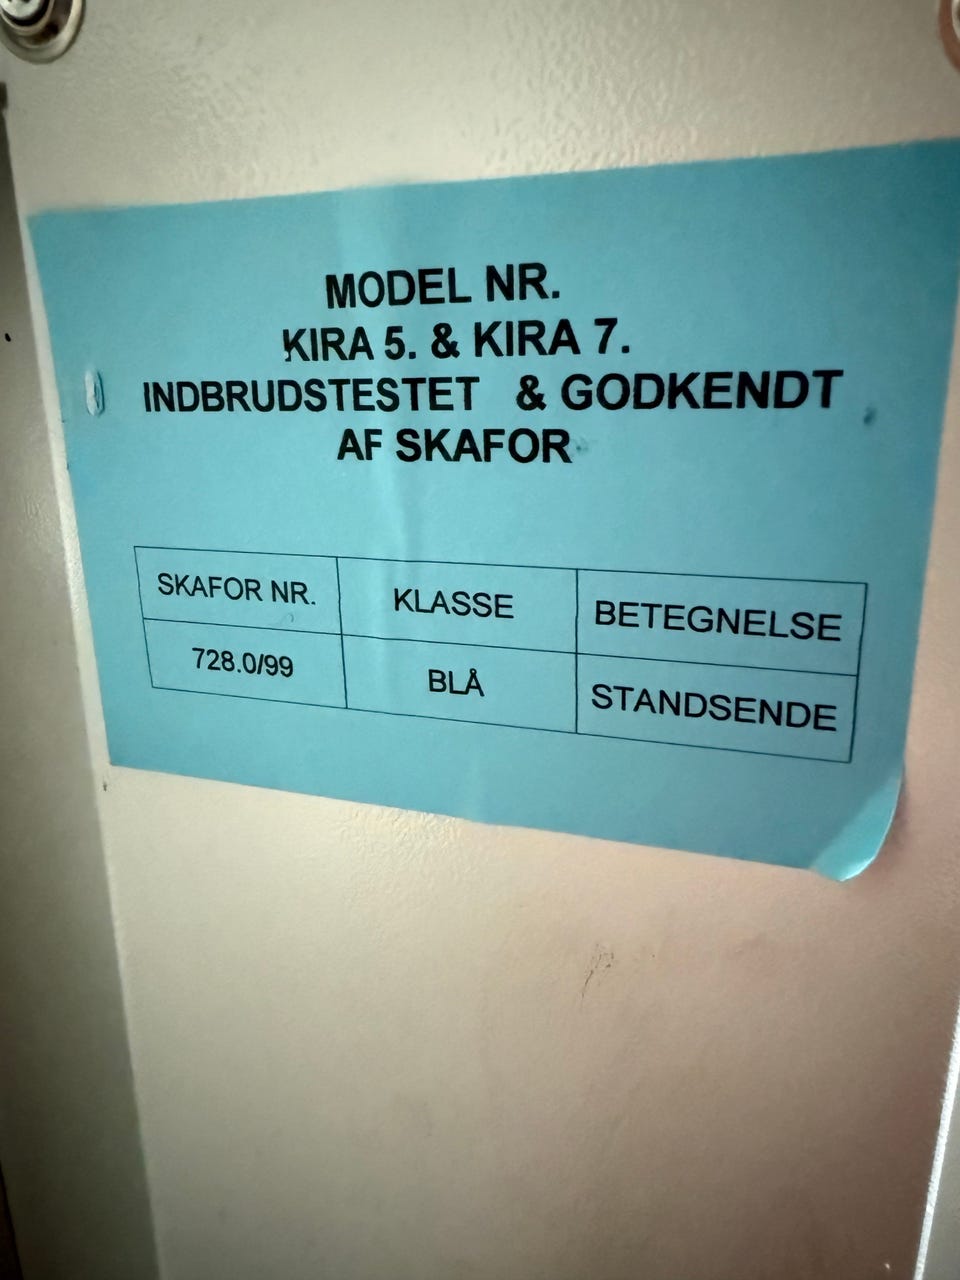 MODEL NR.
KIRA 5. & KIRA 7.
INDBRUDSTESTET & GODKENDT
AF SKAFOR
SKAFOR NR. KLASSE BETEGNELSE
728.0/99 BLÅ STANDSENDE